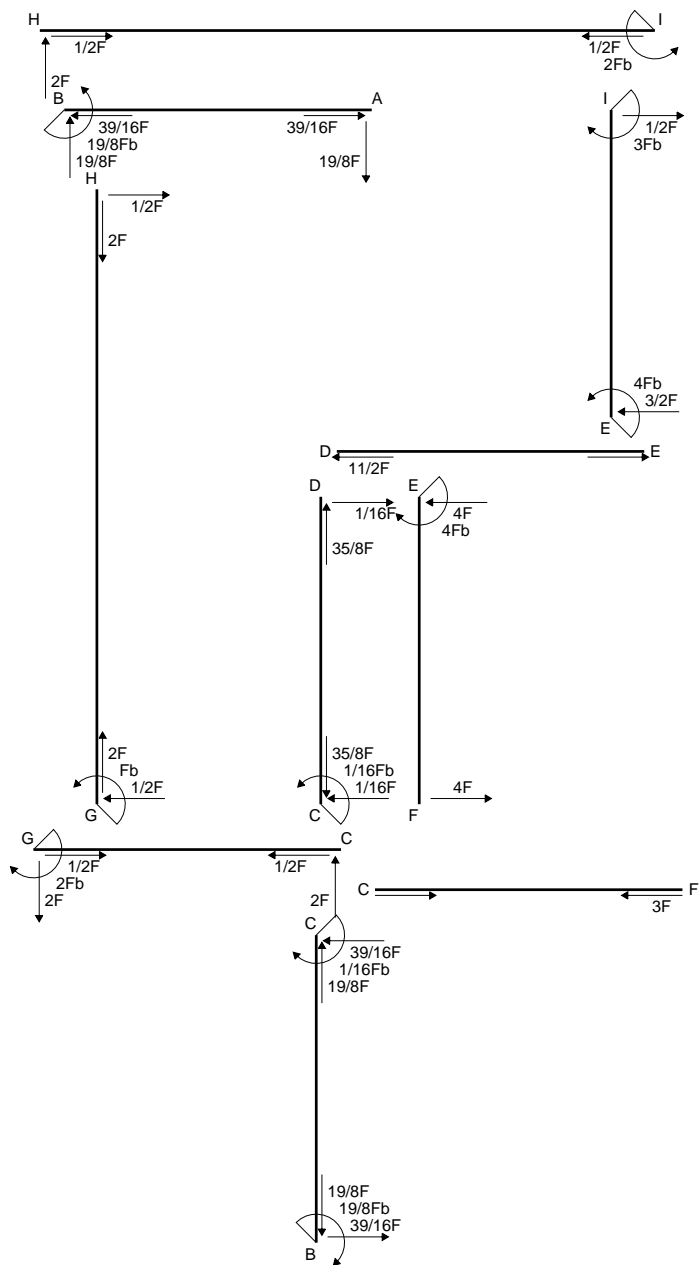 H
I
1/2F
1/2F
2Fb
2F
B
A
I
39/16F
39/16F
1/2F
19/8Fb
3Fb
19/8F
19/8F
H
1/2F
2F
4Fb
3/2F
E
D
E
11/2F
D
E
1/16F
4F
4Fb
35/8F
2F
35/8F
Fb
1/16Fb
1/2F
1/16F
4F
G
C
F
G
C
1/2F
1/2F
2Fb
2F
2F
C
F
3F
C
39/16F
1/16Fb
19/8F
19/8F
19/8Fb
39/16F
B